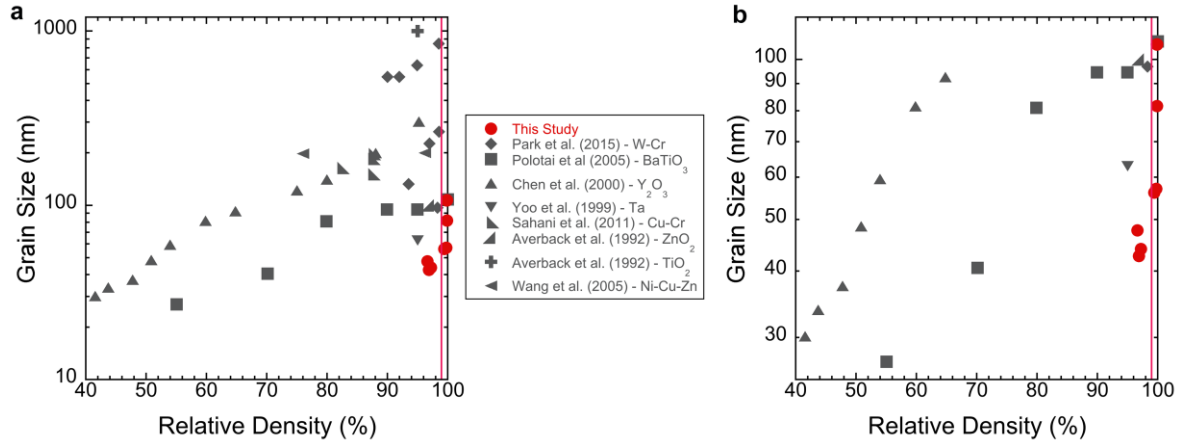 a
1000
100
10
Grain Size (nm)
40 50 60 70 80 90 100
Relative Density (%)
This Study
Park et al. (2015) - W-Cr
Polotai et al (2005) - BaTiO3
Chen et al. (2000) - Y2O3
Yoo et al. (1999) - Ta
Sahani et al. (2011) - Cu-Cr
Averback et al. (1992) - ZnO2
Averback et al. (1992) - TiO2
Wang et al. (2005) - Ni-Cu-Zn
b
100
90
80
70
60
50
40
30
Grain Size (nm)
40 50 60 70 80 90 100
Relative Density (%)